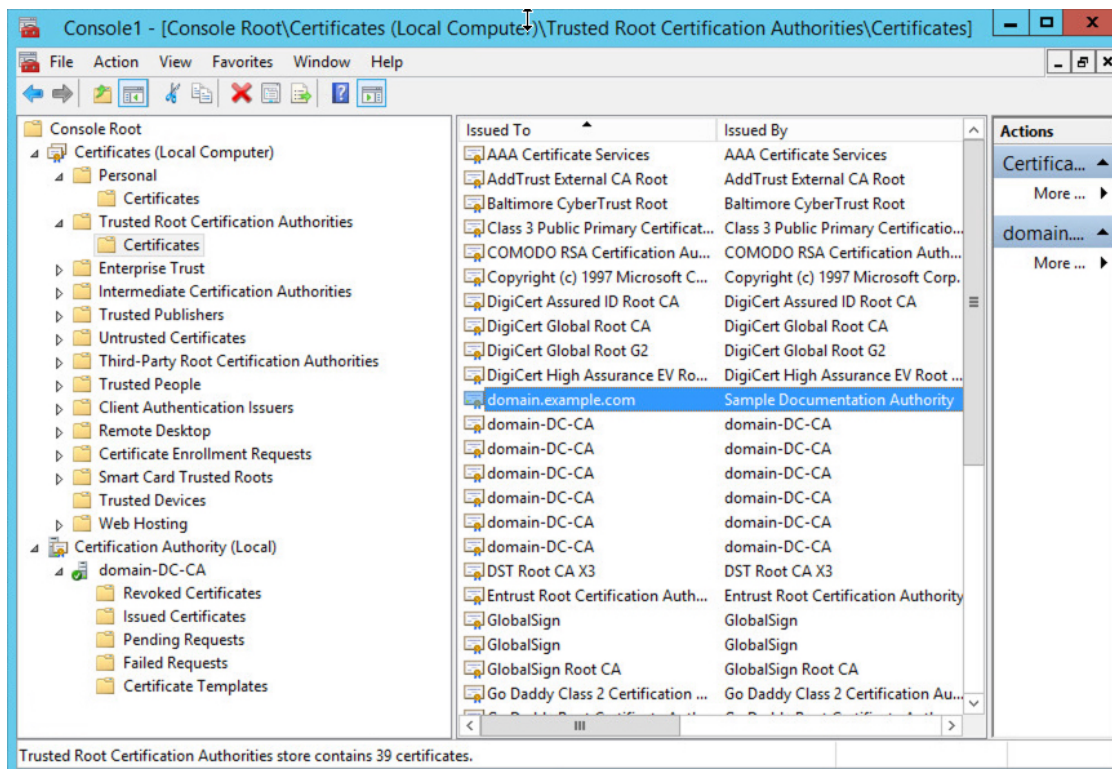 Console1 - [Console Root\Certificates (Local Computer)\Trusted Root Certification Authorities\Certificates]
File Action View Favorites Window Help
Console Root
Certificates (Local Computer)
Personal
Certificates
Trusted Root Certification Authorities
Certificates
Enterprise Trust
Intermediate Certification Authorities
Trusted Publishers
Untrusted Certificates
Third-Party Root Certification Authorities
Trusted People
Client Authentication Issuers
Remote Desktop
Certificate Enrollment Requests
Smart Card Trusted Roots
Trusted Devices
Web Hosting
Certification Authority (Local)
domain-DC-CA
Revoked Certificates
Issued Certificates
Pending Requests
Failed Requests
Certificate Templates
Issued To Issued By
AAA Certificate Services AAA Certificate Services
AddTrust External CA Root AddTrust External CA Root
Baltimore CyberTrust Root Baltimore CyberTrust Root
Class 3 Public Primary Certificat... Class 3 Public Primary Certificatio...
COMODO RSA Certification Au... COMODO RSA Certification Auth...
Copyright (c) 1997 Microsoft C... Copyright (c) 1997 Microsoft Corp.
DigiCert Assured ID Root CA DigiCert Assured ID Root CA
DigiCert Global Root CA DigiCert Global Root CA
DigiCert Global Root G2 DigiCert Global Root G2
DigiCert High Assurance EV Ro... DigiCert High Assurance EV Root ...
domain.example.com Sample Documentation Authority
domain-DC-CA domain-DC-CA
domain-DC-CA domain-DC-CA
domain-DC-CA domain-DC-CA
domain-DC-CA domain-DC-CA
domain-DC-CA domain-DC-CA
domain-DC-CA domain-DC-CA
DST Root CA X3 DST Root CA X3
Entrust Root Certification Auth... Entrust Root Certification Authority
GlobalSign GlobalSign
GlobalSign GlobalSign
GlobalSign Root CA GlobalSign Root CA
Go Daddy Class 2 Certification ... Go Daddy Class 2 Certification Au...
Actions
Certifica...
More ...
domain....
More ...
Trusted Root Certification Authorities store contains 39 certificates.